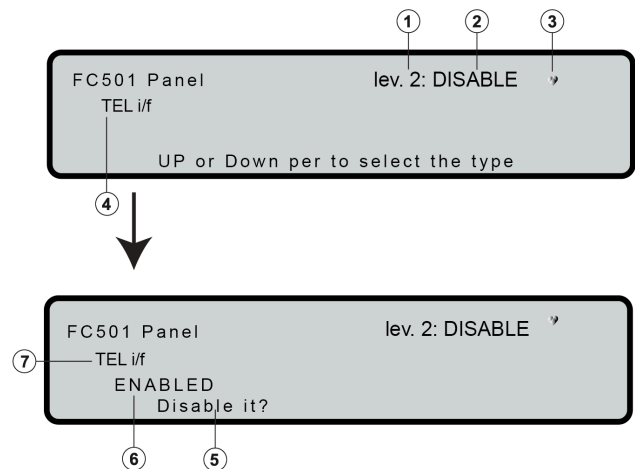 1 2 3
FC501 Panel lev. 2: DISABLE
TEL i/f
UP or Down per to select the type
4
FC501 Panel lev. 2: DISABLE
7 TEL i/f
ENABLED
Disable it?
6 5